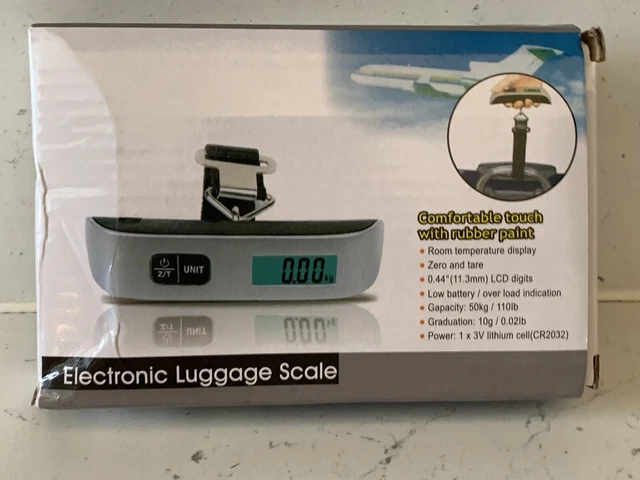 Comfortable touch
with rubber paint
• Room temperature display
• Zero and tare
• 0.44"(11.3mm) LCD digits
• Low battery / over load indication
• Gapacity: 50kg / 110lb
• Graduation: 10g / 0.02lb
• Power: 1 x 3V lithium cell(CR2032)
Z/T UNIT
0.00kg
Electronic Luggage Scale